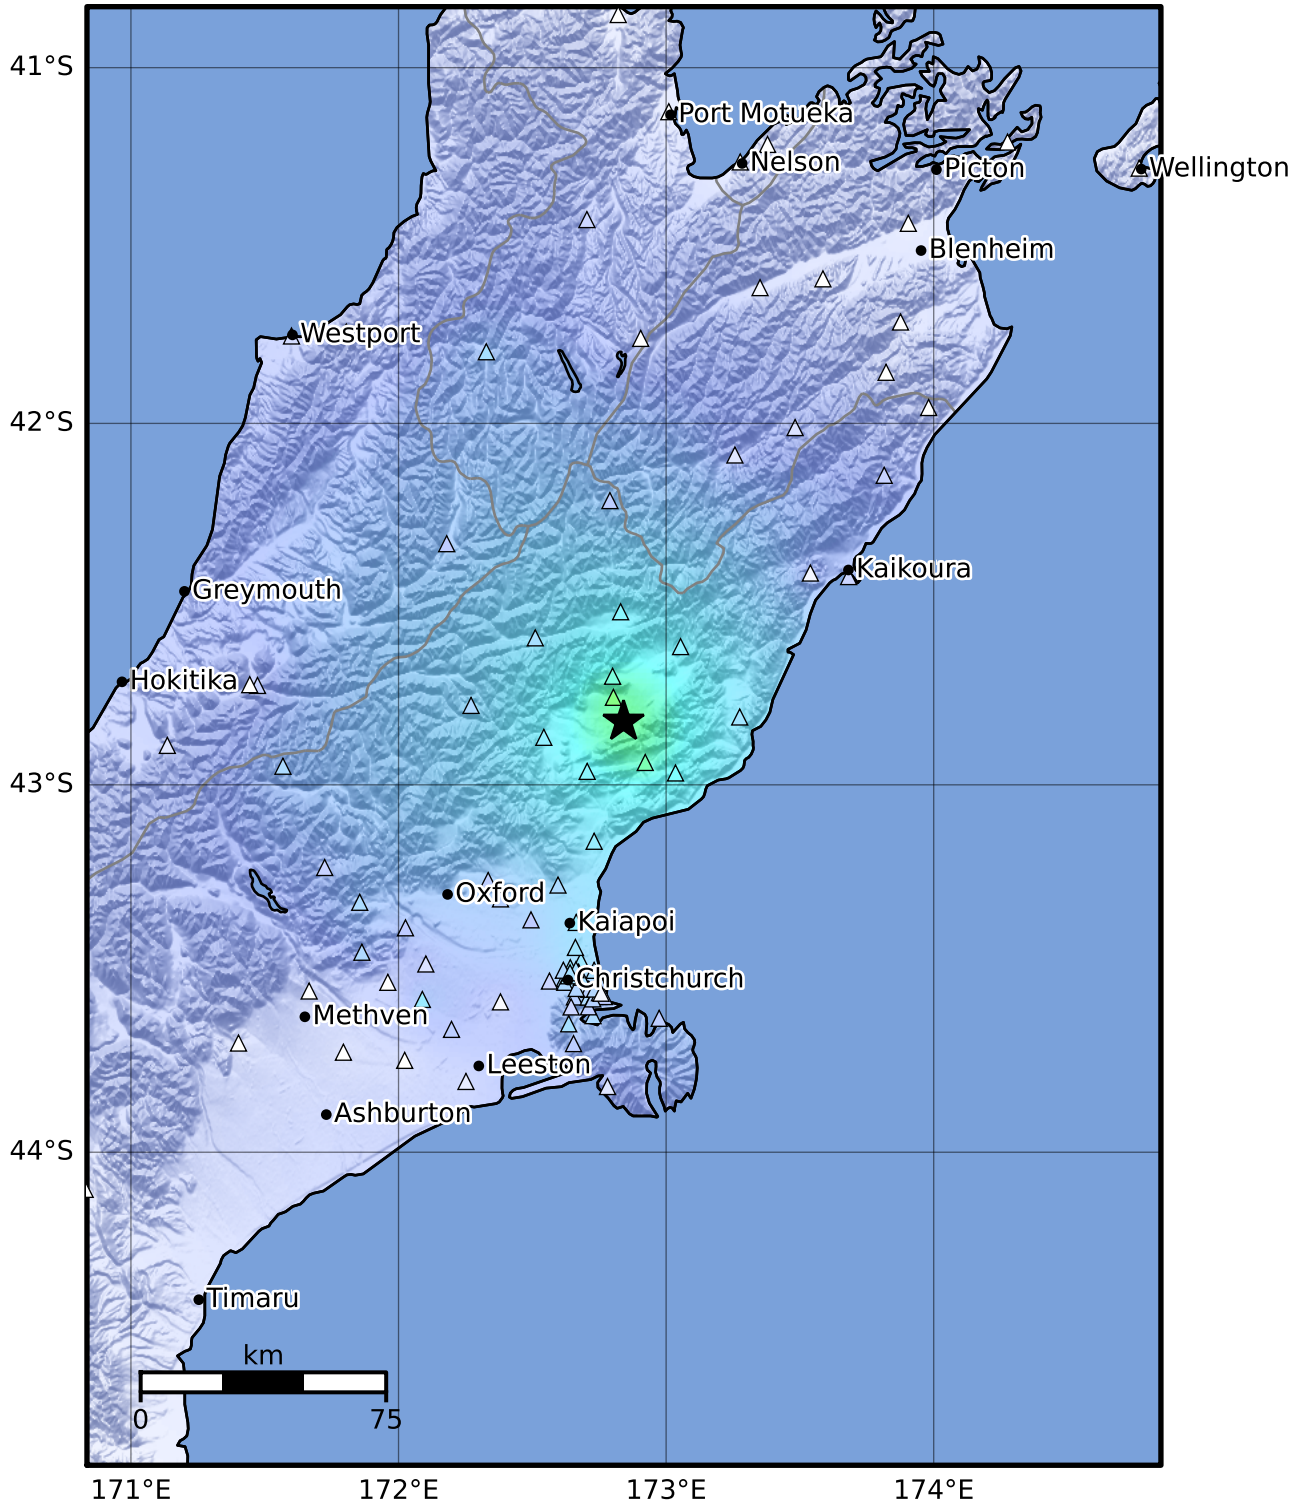 41°S
Port Motueka
Nelson
Picton
Wellington
Blenheim
Westport
42°S
Kaikoura
Greymouth
Hokitika
43°S
Oxford
Kaiapoi
Christchurch
Methven
Leeston
Ashburton
44°S
Timaru
km
0 75
171°E 172°E 173°E 174°E